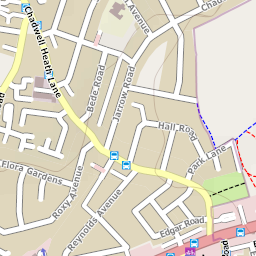 Chadwell Heath Lane
Avenue
Road
Jarrow Road
Hall Road
Park Lane
Flora Gardens
Roxy Avenue
Reynolds Avenue
Edgar Road